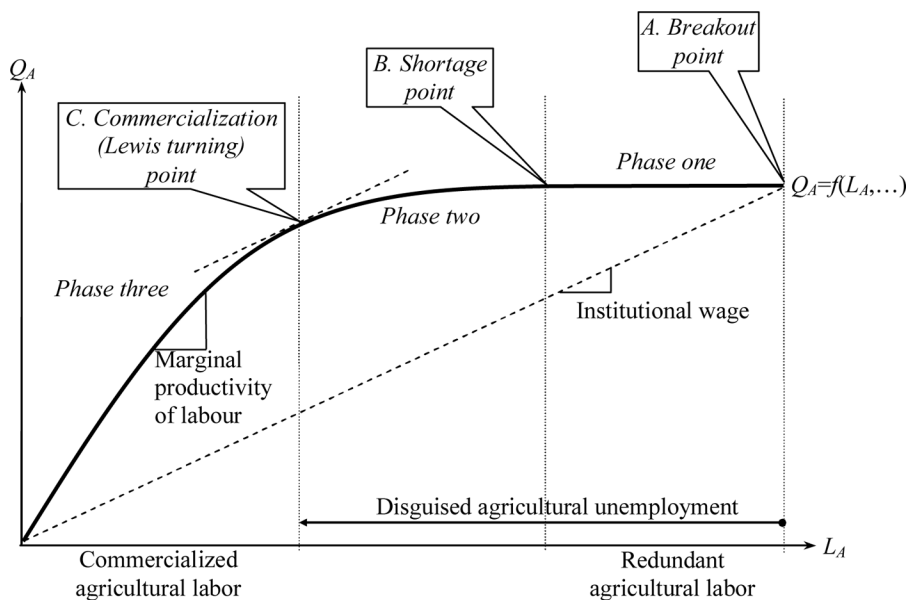 A. Breakout
point
B. Shortage
point
Q_A
C. Commercialization
(Lewis turning)
point
Phase one
Q_A=f(L_A,…)
Phase two
Phase three
Institutional wage
Marginal
productivity
of labour
Disguised agricultural unemployment
L_A
Commercialized
agricultural labor
Redundant
agricultural labor